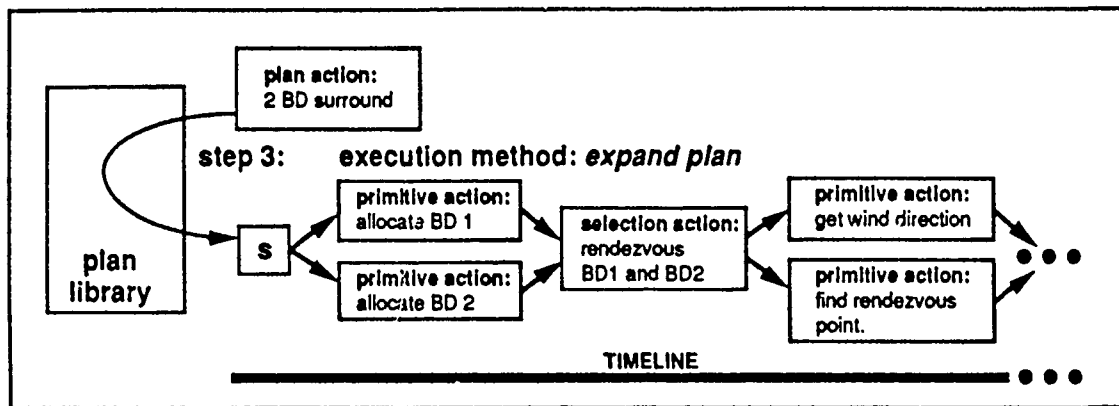 plan action:
2 BD surround
step 3: execution method: expand plan
plan
library
S
primitive action:
allocate BD 1
primitive action:
allocate BD 2
selection action:
rendezvous
BD1 and BD2
primitive action:
get wind direction
primitive action:
find rendezvous
point.
TIMELINE